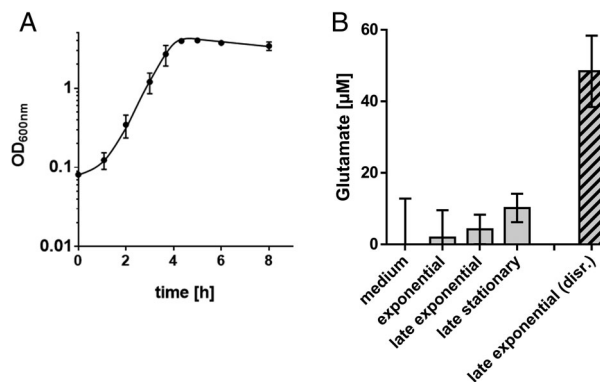 A
OD600nm
1
0.1
0.01
0
2
4
6
8
time [h]
B
Glutamate [µM]
60
40
20
0
medium
exponential
late exponential
late stationary
late exponential (disr.)